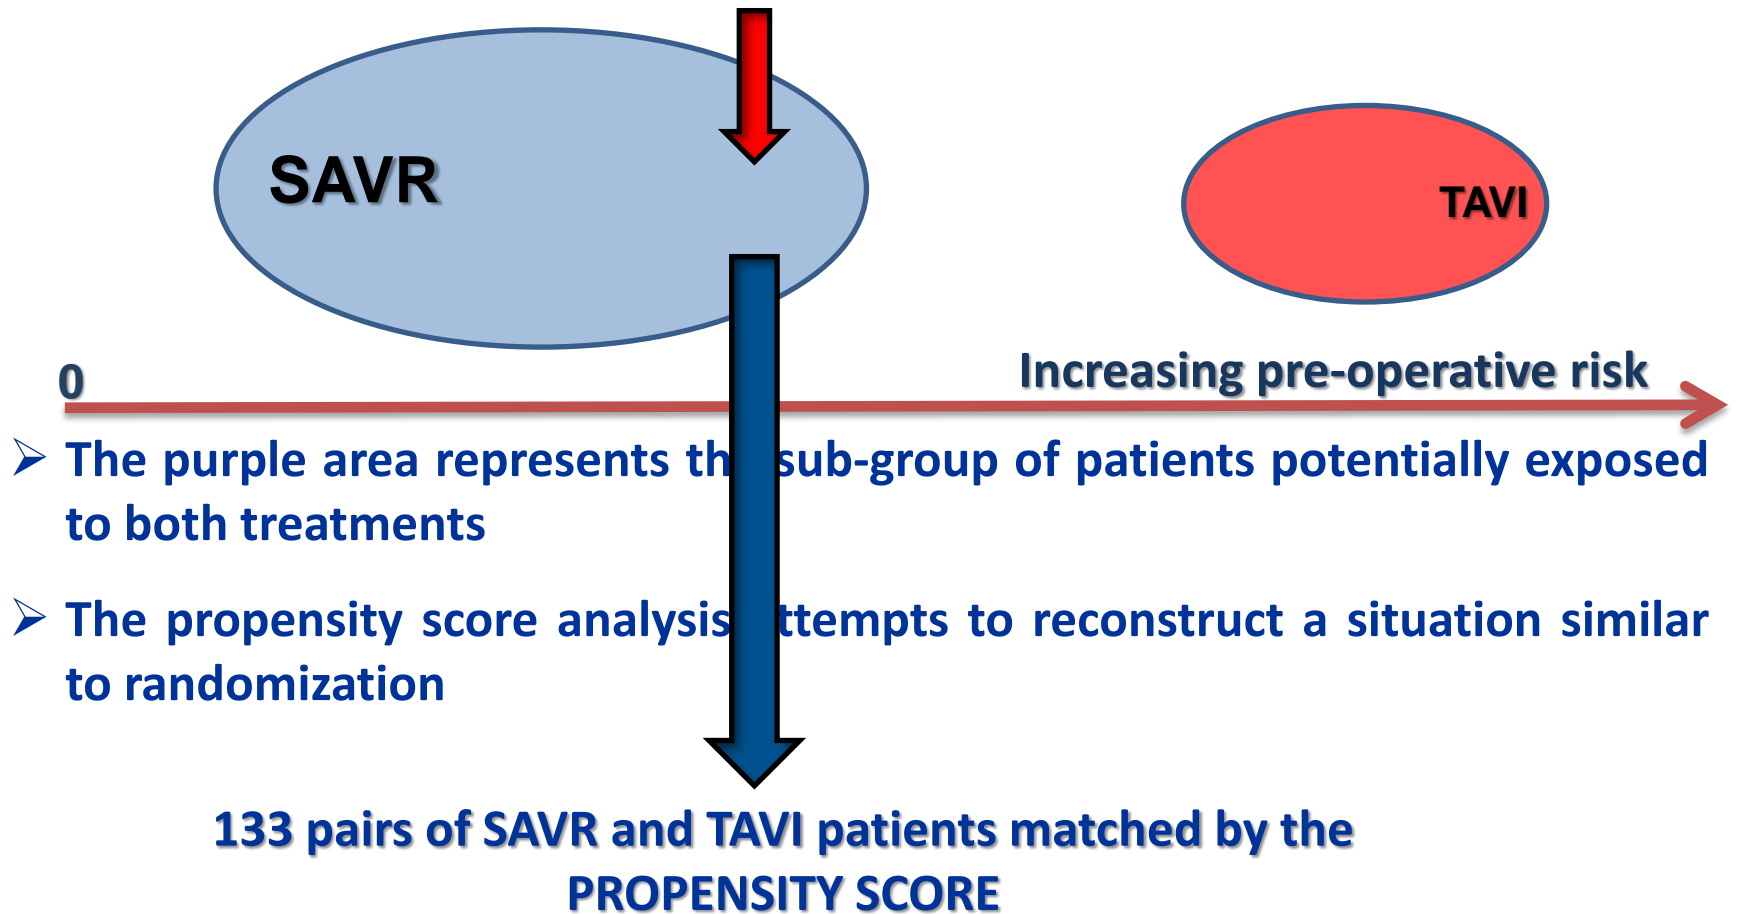 SAVR
TAVI
0
Increasing pre-operative risk
➢ The purple area represents th sub-group of patients potentially exposed
to both treatments
➢ The propensity score analysis ttempts to reconstruct a situation similar
to randomization
133 pairs of SAVR and TAVI patients matched by the
PROPENSITY SCORE